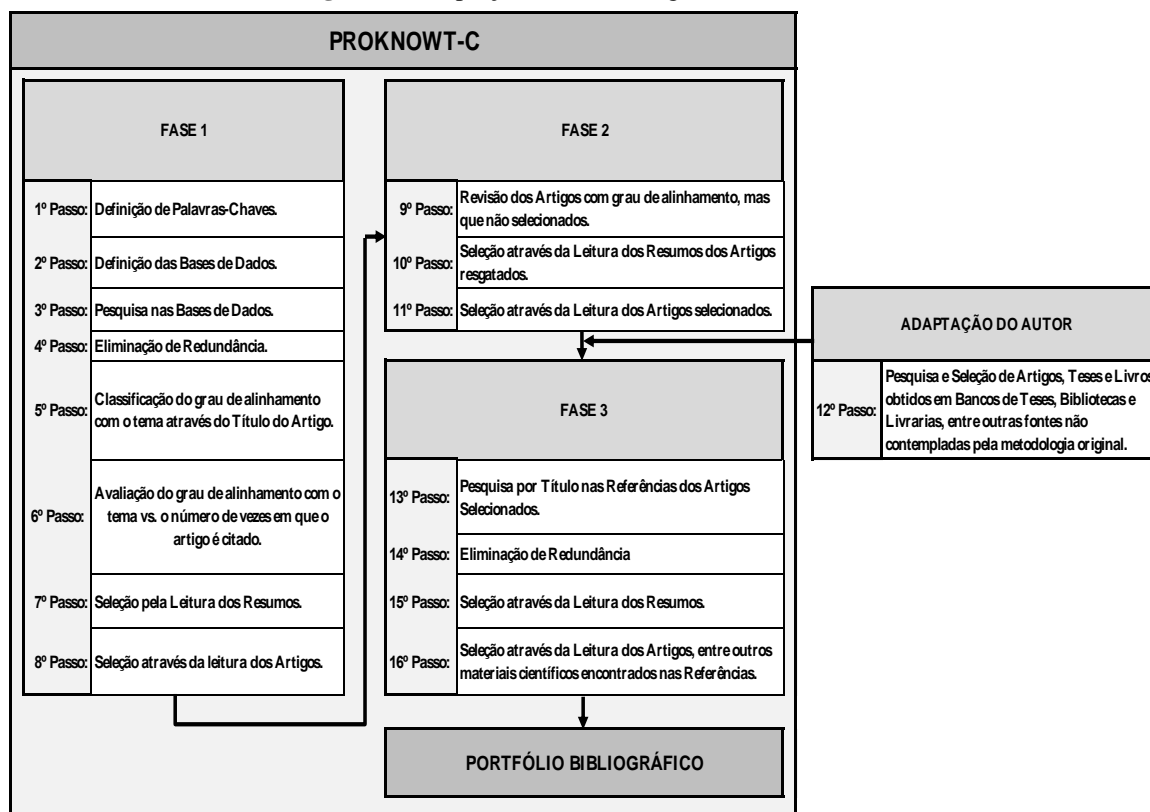 PROKNOWT-C
FASE 1
1º Passo: Definição de Palavras-Chaves.
2º Passo: Definição das Bases de Dados.
3º Passo: Pesquisa nas Bases de Dados.
4º Passo: Eliminação de Redundância.
5º Passo: Classificação do grau de alinhamento
com o tema através do Título do Artigo.
6º Passo: Avaliação do grau de alinhamento com o
tema vs. o número de vezes em que o
artigo é citado.
7º Passo: Seleção pela Leitura dos Resumos.
8º Passo: Seleção através da leitura dos Artigos.
FASE 2
9º Passo: Revisão dos Artigos com grau de alinhamento, mas
que não selecionados.
10º Passo: Seleção através da Leitura dos Resumos dos Artigos
resgatados.
11º Passo: Seleção através da Leitura dos Artigos selecionados.
ADAPTAÇÃO DO AUTOR
12º Passo: Pesquisa e Seleção de Artigos, Teses e Livros
obtidos em Bancos de Teses, Bibliotecas e
Livrarias, entre outras fontes não
contempladas pela metodologia original.
FASE 3
13º Passo: Pesquisa por Título nas Referências dos Artigos
Selecionados.
14º Passo: Eliminação de Redundância
15º Passo: Seleção através da Leitura dos Resumos.
16º Passo: Seleção através da Leitura dos Artigos, entre outros
materiais científicos encontrados nas Referências.
PORTFÓLIO BIBLIOGRÁFICO